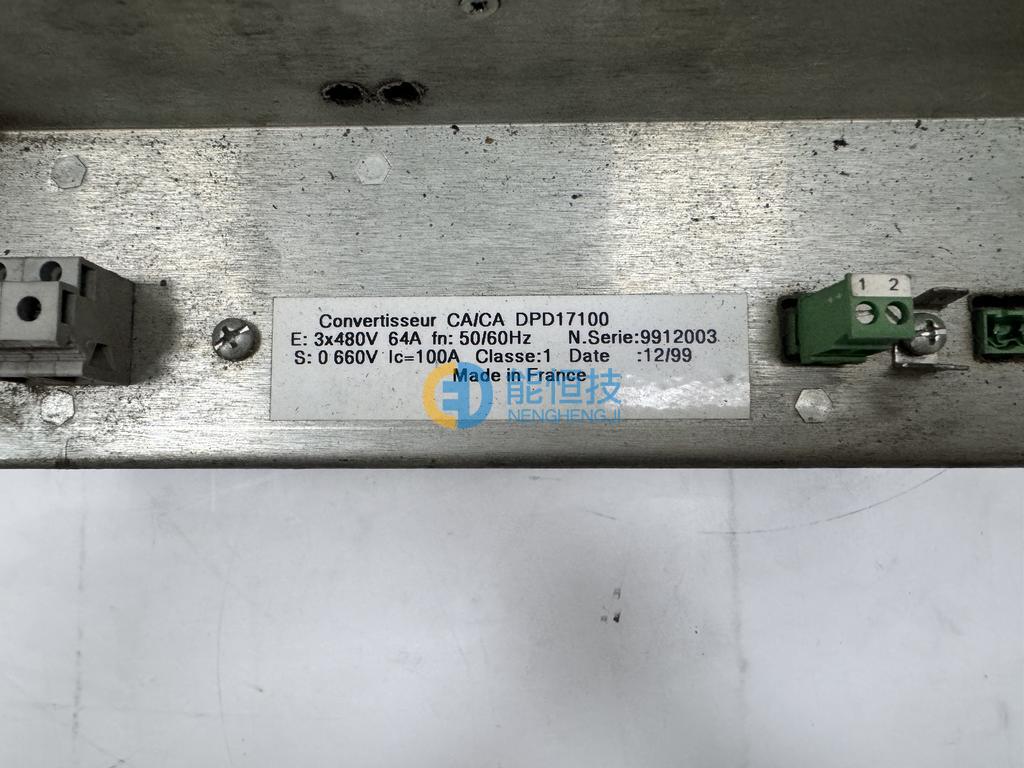 1 2
Convertisseur CA/CA DPD17100
E: 3x480V 64A fn: 50/60Hz N.Serie:9912003
S: 0 660V Ic=100A Classe:1 Date :12/99
Made in France
能恒技
NENGHENGJI